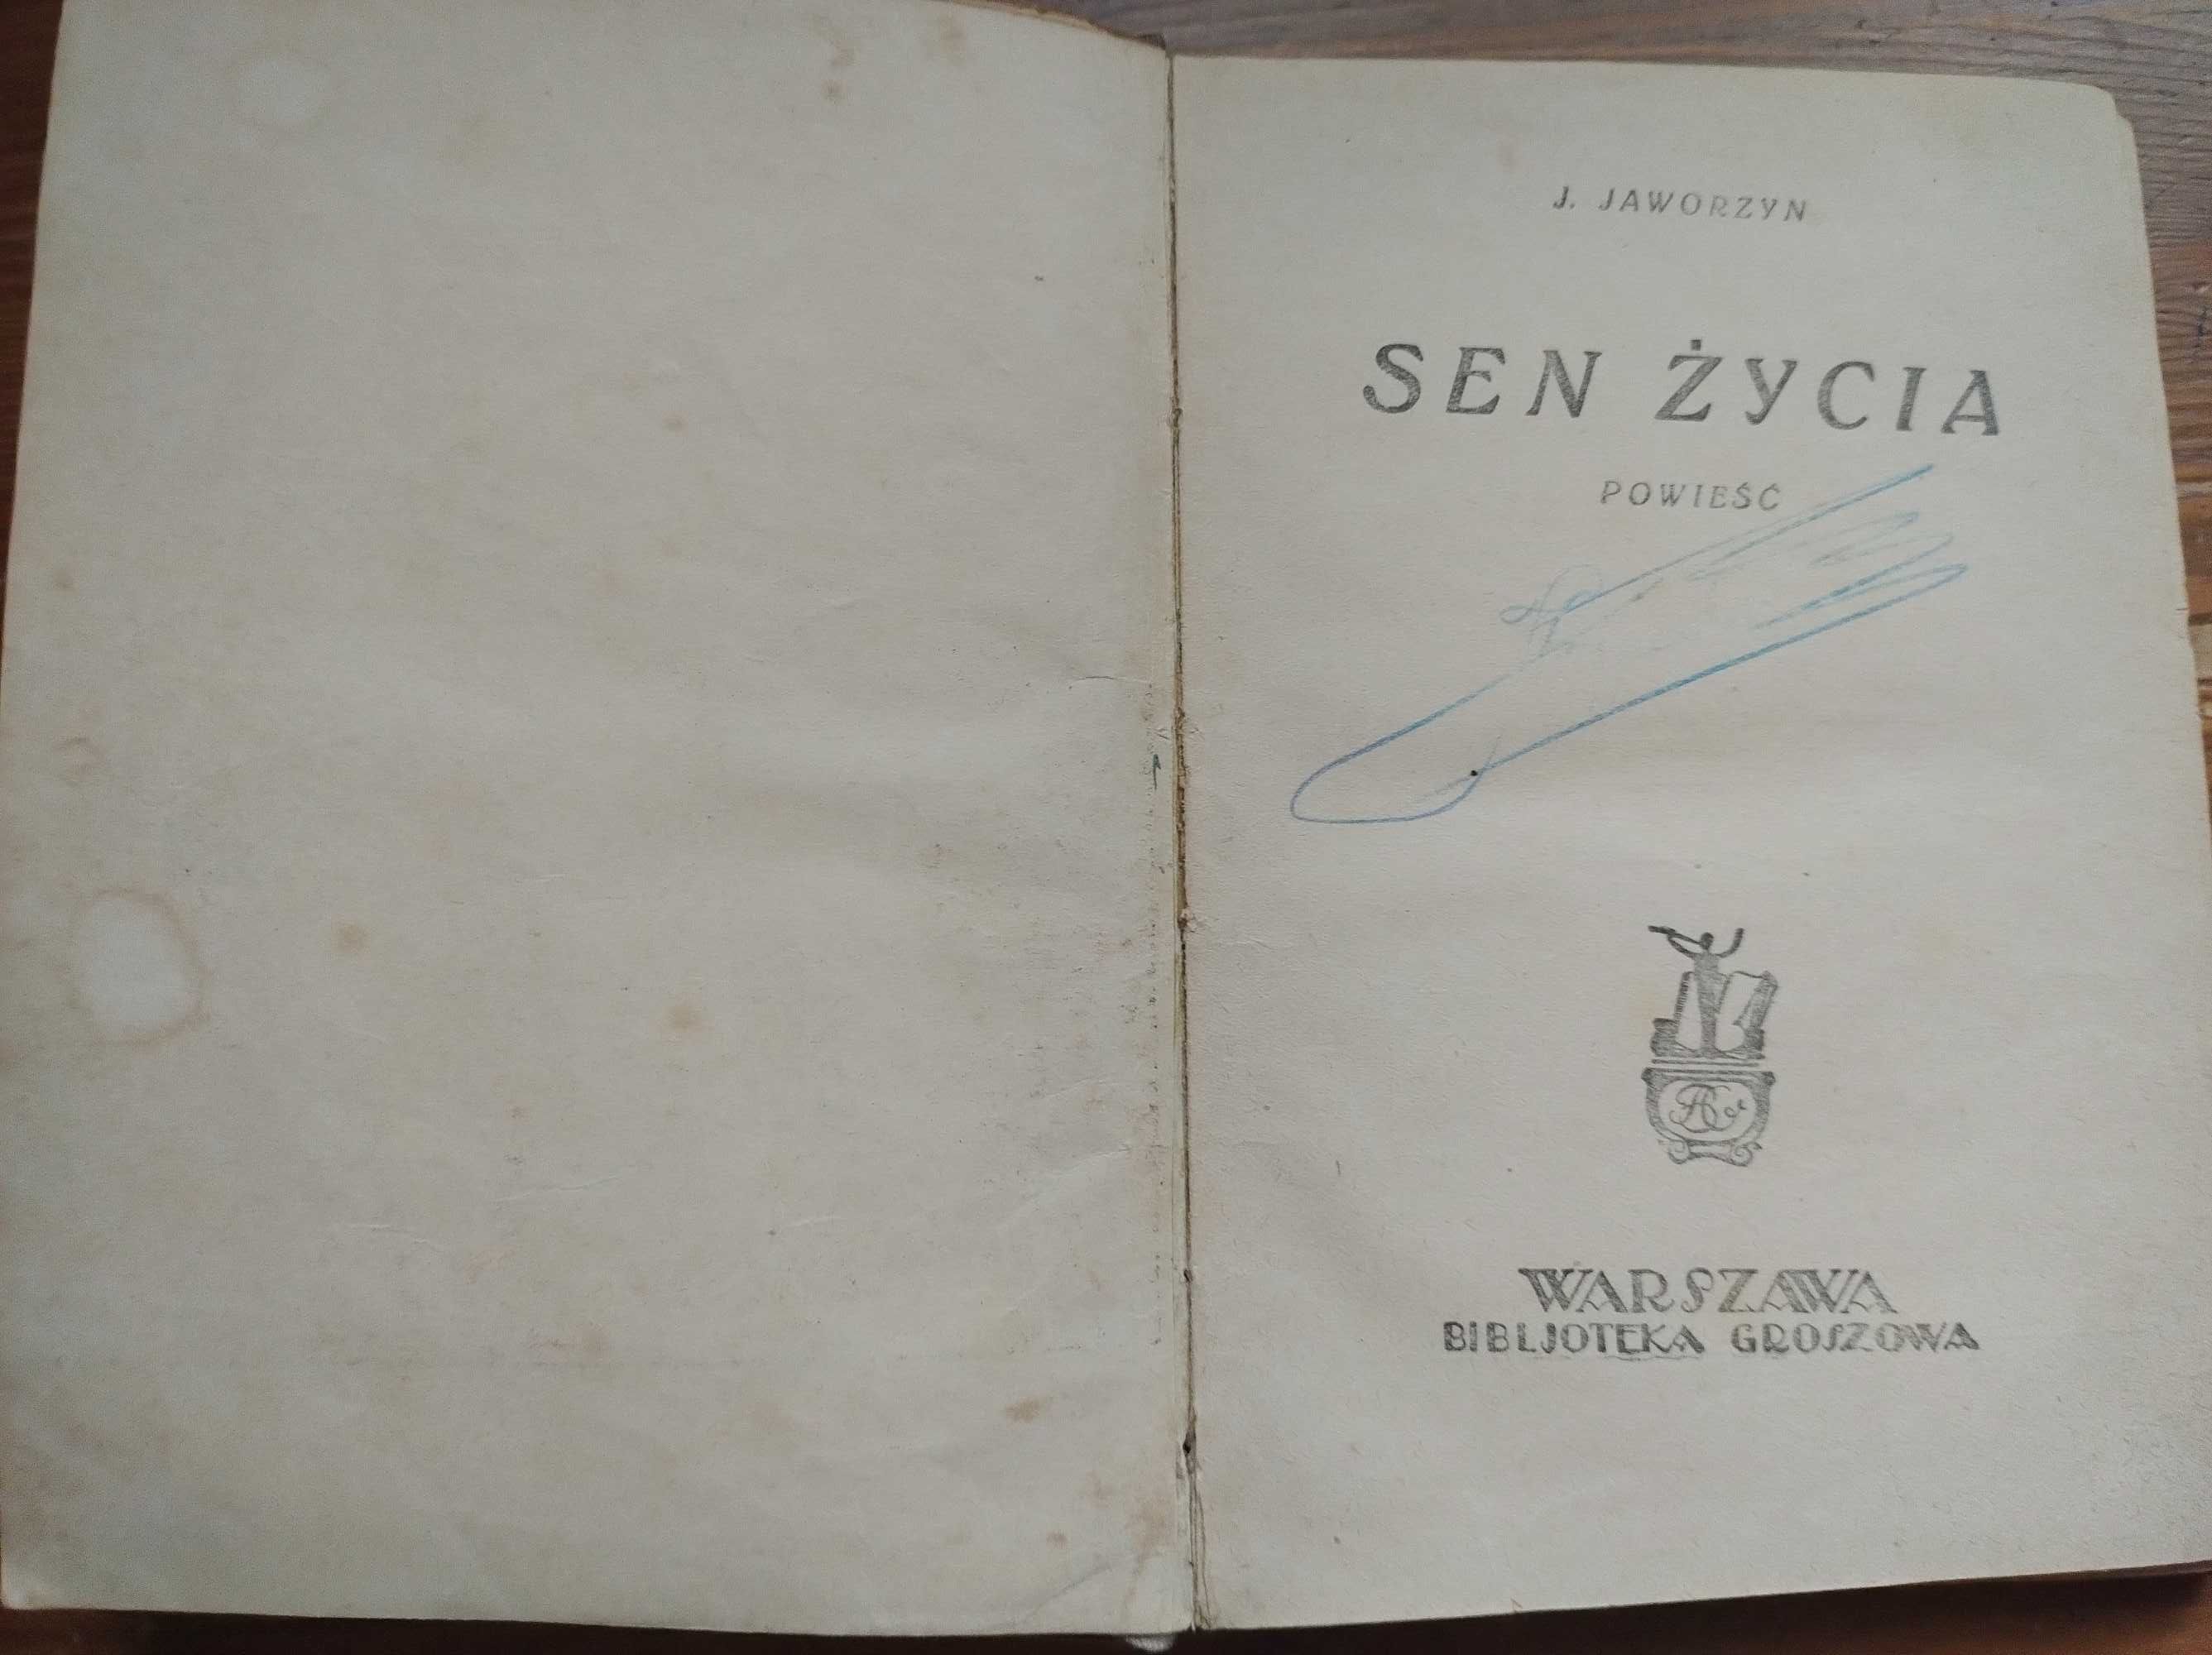 J. JAWORZYN
SEN ŻYCIA
POWIEŚĆ
WARSZAWA
BIBLJOTEKA GROSZOWA